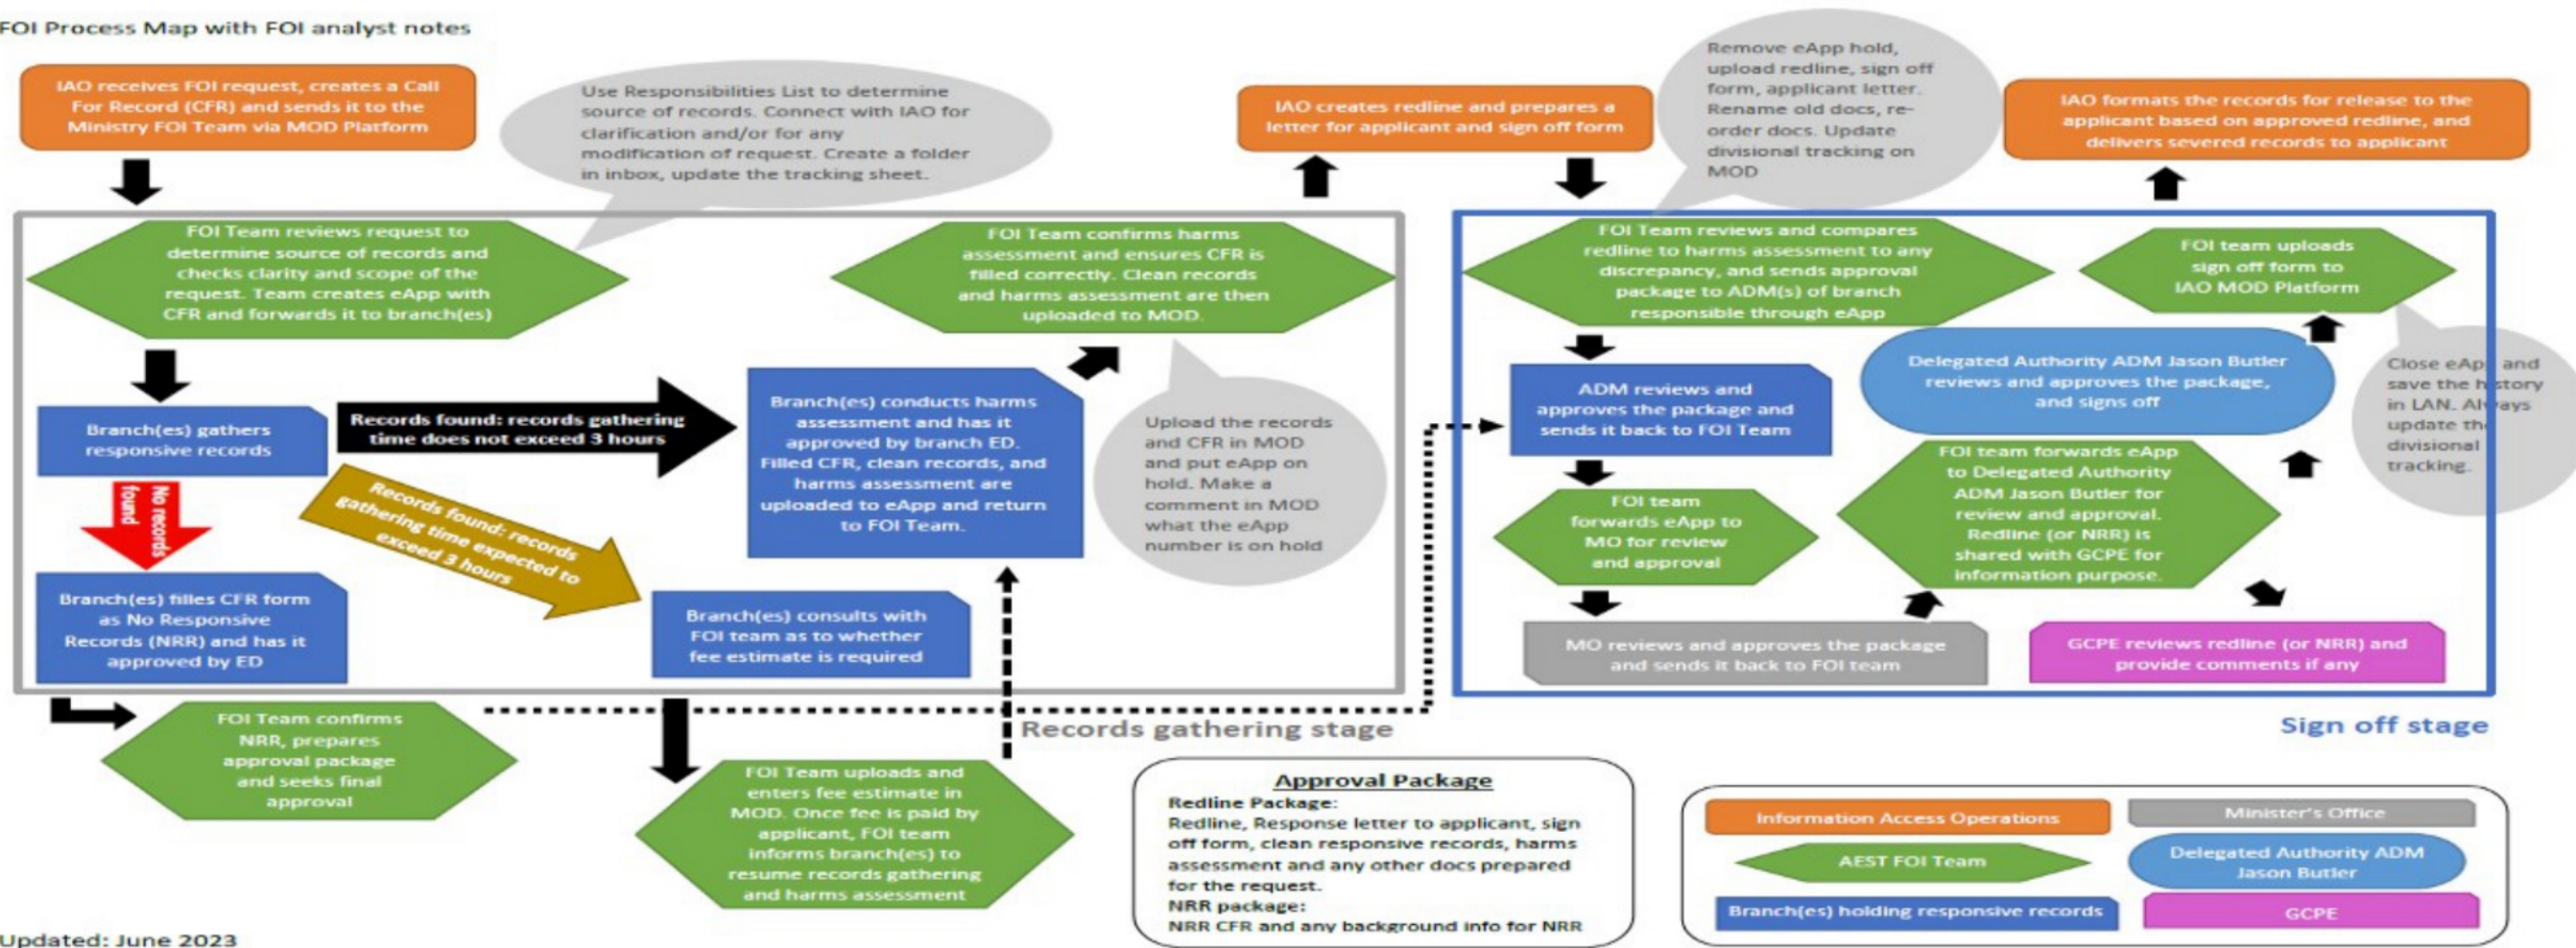 FOI Process Map with FOI analyst notes
IAO receives FOI request, creates a Call
For Record (CFR) and sends it to the
Ministry FOI Team via MOD Platform
Use Responsibilities List to determine
source of records. Connect with IAO for
clarification and/or for any
modification of request. Create a folder
in inbox, update the tracking sheet.
IAO creates redline and prepares a
letter for applicant and sign off form
Remove eApp hold,
upload redline, sign off
form, applicant letter.
Rename old docs, re-
order docs. Update
divisional tracking on
MOD
IAO formats the records for release to the
applicant based on approved redline, and
delivers severed records to applicant
FOI Team reviews request to
determine source of records and
checks clarity and scope of the
request. Team creates eApp with
CFR and forwards it to branch(es)
FOI Team confirms harms
assessment and ensures CFR is
filled correctly. Clean records
and harms assessment are then
uploaded to MOD.
Branch(es) gathers
responsive records
Records found: records gathering
time does not exceed 3 hours
Branch(es) conducts harms
assessment and has it
approved by branch ED.
Filled CFR, clean records, and
harms assessment are
uploaded to eApp and return
to FOI Team.
Upload the records
and CFR in MOD
and put eApp on
hold. Make a
comment in MOD
what the eApp
number is on hold
No records
found
Records found: records
gathering time expected to
exceed 3 hours
Branch(es) filles CFR form
as No Responsive
Records (NRR) and has it
approved by ED
Branch(es) consults with
FOI team as to whether
fee estimate is required
FOI Team confirms
NRR, prepares
approval package
and seeks final
approval
Records gathering stage
FOI Team uploads and
enters fee estimate in
MOD. Once fee is paid by
applicant, FOI team
informs branch(es) to
resume records gathering
and harms assessment
FOI Team reviews and compares
redline to harms assessment to any
discrepancy, and sends approval
package to ADM(s) of branch
responsible through eApp
FOI team uploads
sign off form to
IAO MOD Platform
ADM reviews and
approves the package and
sends it back to FOI Team
Delegated Authority ADM Jason Butler
reviews and approves the package,
and signs off
Close eApp and
save the history
in LAN. Always
update the
divisional
tracking.
FOI team
forwards eApp to
MO for review
and approval
FOI team forwards eApp
to Delegated Authority
ADM Jason Butler for
review and approval.
Redline (or NRR) is
shared with GCPE for
information purpose.
MO reviews and approves the package
and sends it back to FOI team
GCPE reviews redline (or NRR) and
provide comments if any
Sign off stage
Approval Package
Redline Package:
Redline, Response letter to applicant, sign
off form, clean responsive records, harms
assessment and any other docs prepared
for the request.
NRR package:
NRR CFR and any background info for NRR
Information Access Operations
Minister's Office
AEST FOI Team
Delegated Authority ADM
Jason Butler
Branch(es) holding responsive records
GCPE
Updated: June 2023